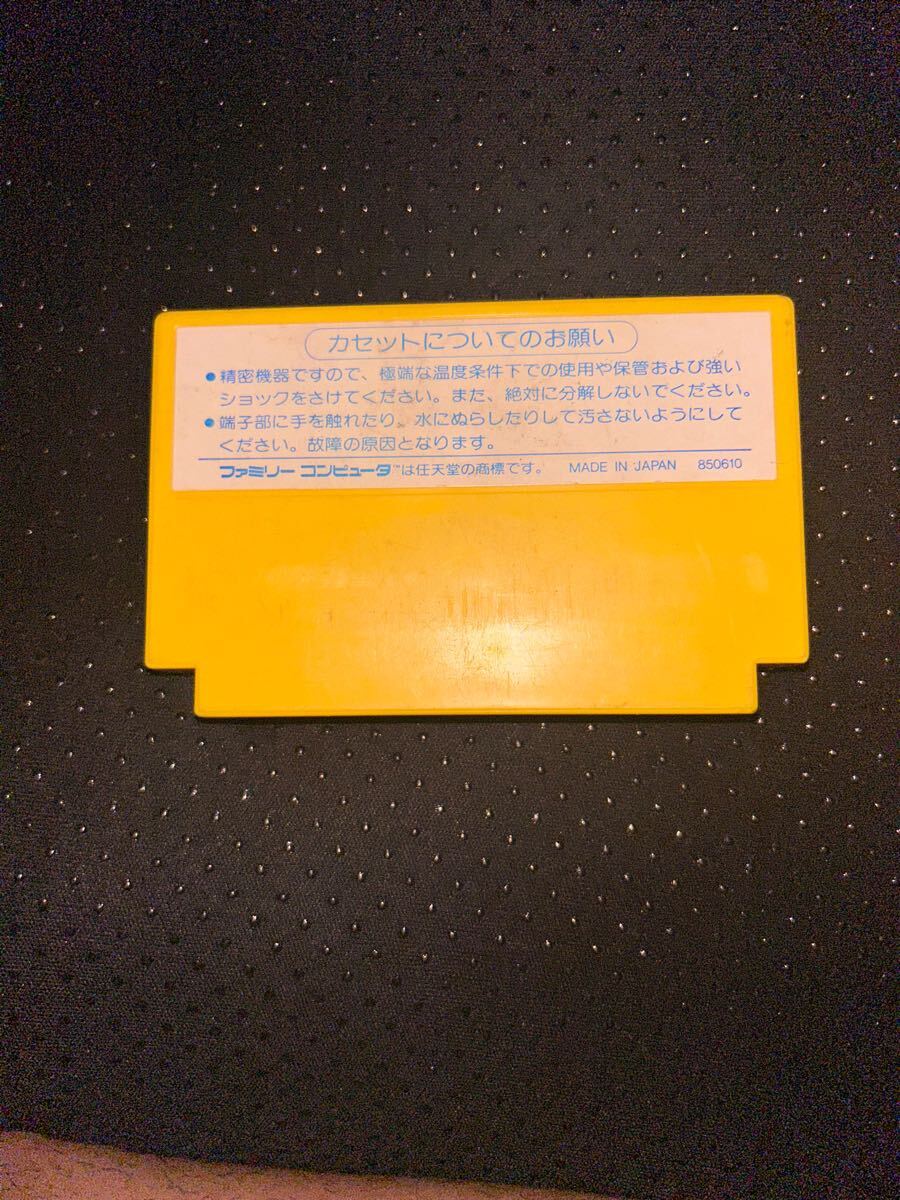 カセットについてのお願い
●精密機器ですので、極端な温度条件下での使用や保管および強い
ショックをさけてください。また、絶対に分解しないでください。
●端子部に手を触れたり、水にぬらしたりして汚さないようにして
ください。故障の原因となります。
ファミリー コンピュータ™は任天堂の商標です。 MADE IN JAPAN 850610